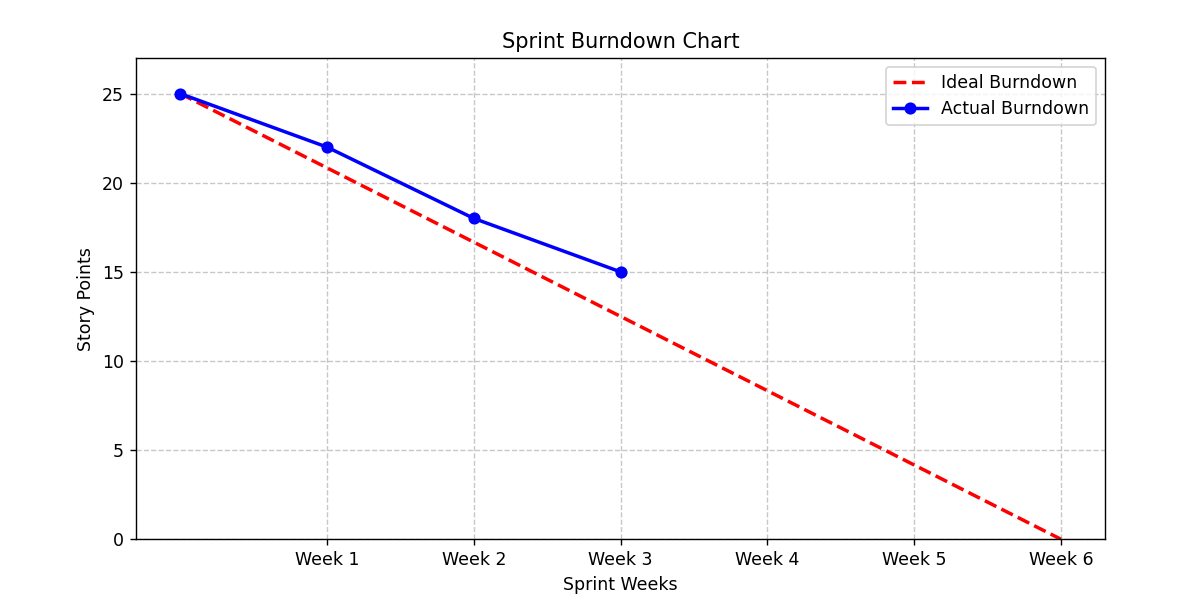 Sprint Burndown Chart
Ideal Burndown
Actual Burndown
25
20
15
10
5
0
Story Points
Week 1
Week 2
Week 3
Week 4
Week 5
Week 6
Sprint Weeks